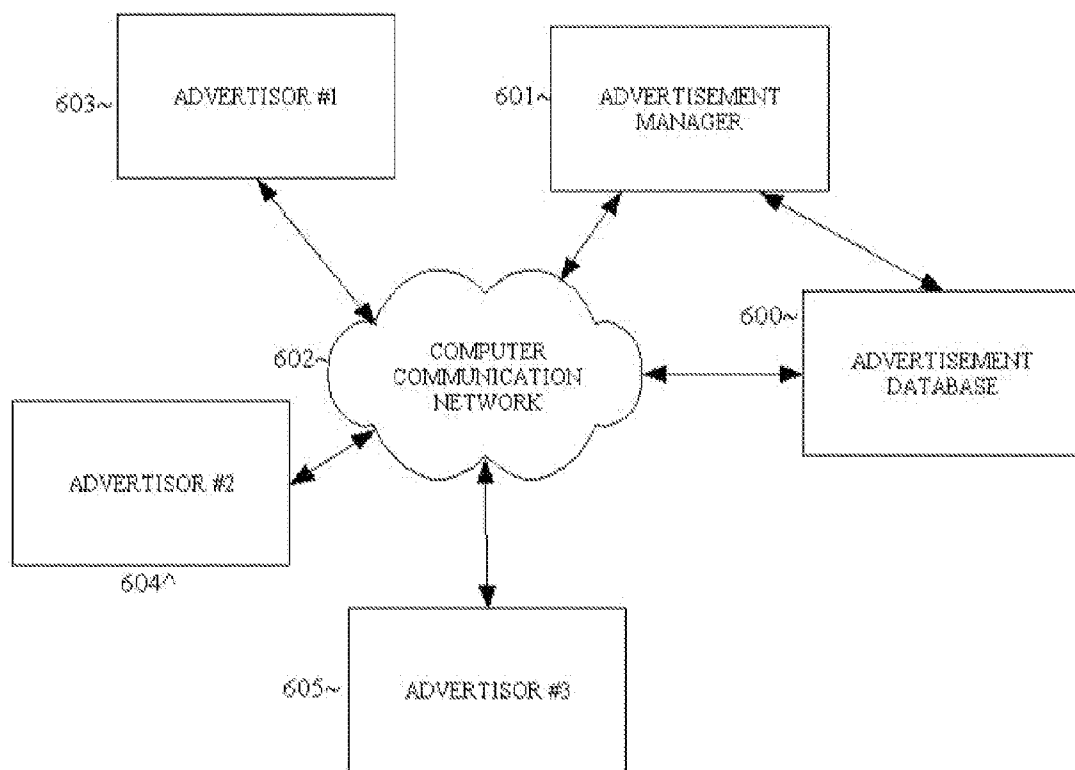 603~
ADVERTISOR #1
601~
ADVERTISEMENT
MANAGER
602~
COMPUTER
COMMUNICATION
NETWORK
600~
ADVERTISEMENT
DATABASE
ADVERTISOR #2
604^
605~
ADVERTISOR #3